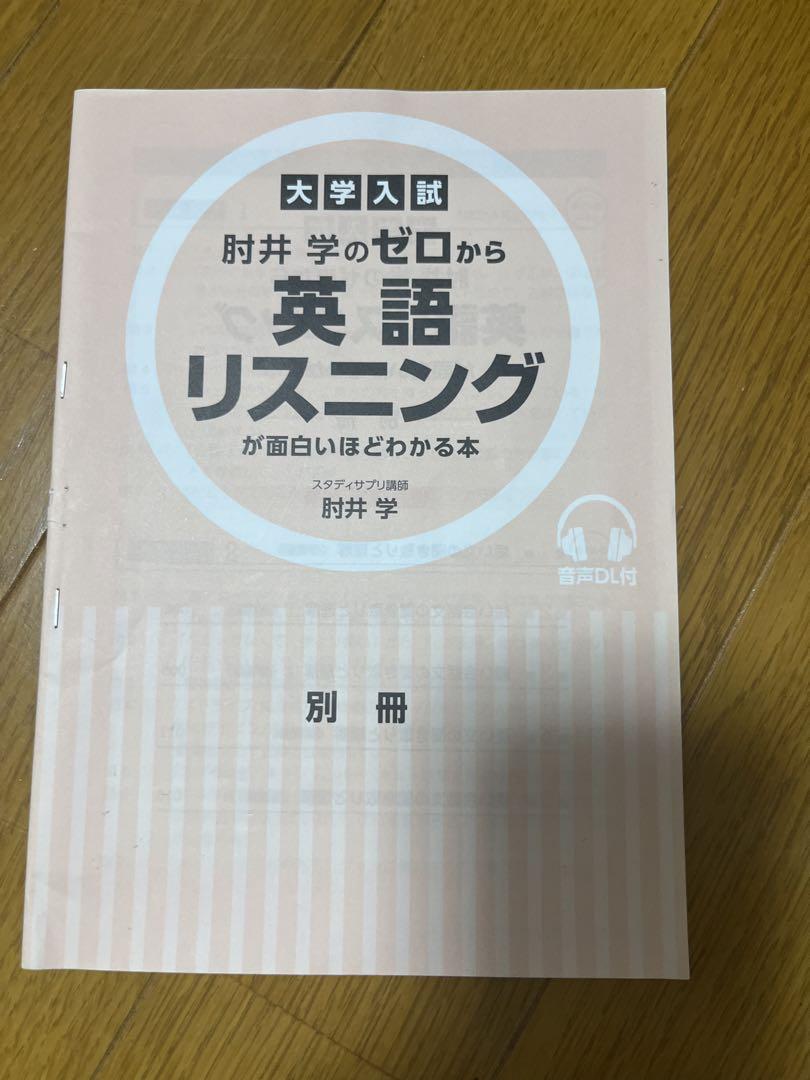 大学入試
肘井 学のゼロから
英語
リスニング
が面白いほどわかる本
スタディサプリ講師
肘井 学
音声DL付
別 冊